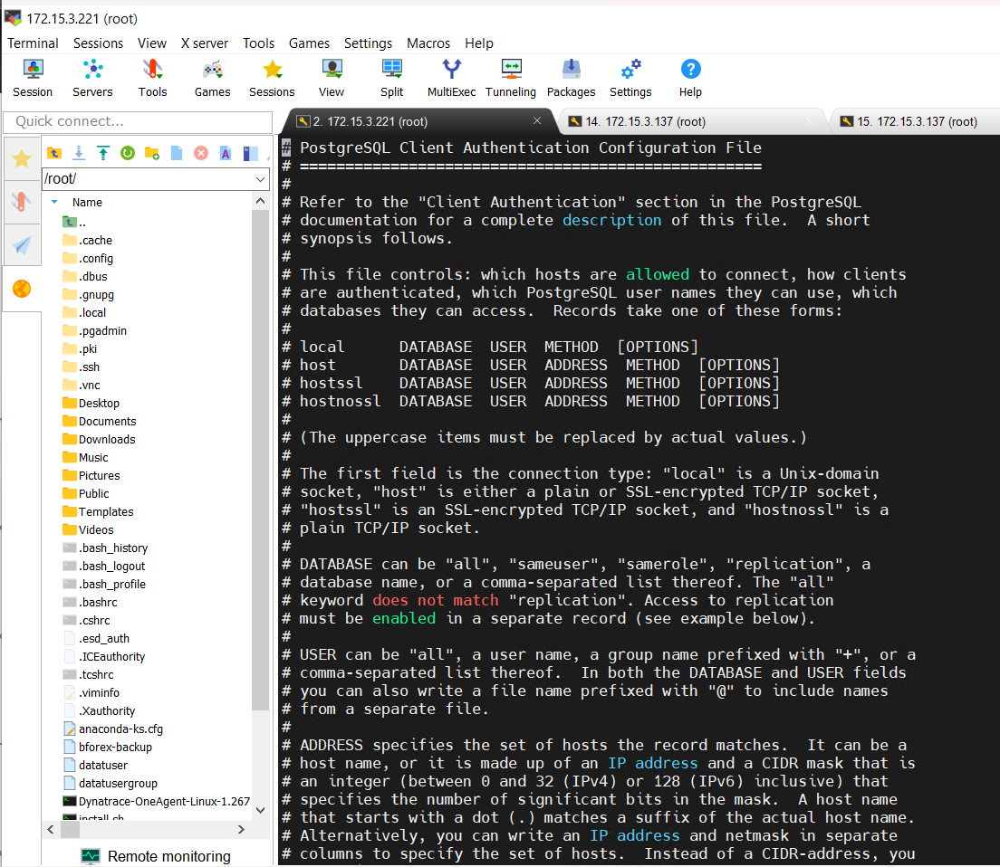 172.15.3.221 (root)
Terminal Sessions View X server Tools Games Settings Macros Help
Session Servers Tools Games Sessions View Split MultiExec Tunneling Packages Settings Help
Quick connect...
2. 172.15.3.221 (root)
14. 172.15.3.137 (root)
15. 172.15.3.137 (root)
/root/
Name
..
.cache
.config
.dbus
.gnupg
.local
.pgadmin
.pki
.ssh
.vnc
Desktop
Documents
Downloads
Music
Pictures
Public
Templates
Videos
.bash_history
.bash_logout
.bash_profile
.bashrc
.cshrc
.esd_auth
.ICEauthority
.tcshrc
.viminfo
.Xauthority
anaconda-ks.cfg
bforex-backup
datauser
datausergroup
Dynatrace-OneAgent-Linux-1.267
install.sh
Remote monitoring
# PostgreSQL Client Authentication Configuration File
# ===================================================
#
# Refer to the "Client Authentication" section in the PostgreSQL
# documentation for a complete description of this file.  A short
# synopsis follows.
#
# This file controls: which hosts are allowed to connect, how clients
# are authenticated, which PostgreSQL user names they can use, which
# databases they can access.  Records take one of these forms:
#
# local      DATABASE  USER  METHOD  [OPTIONS]
# host       DATABASE  USER  ADDRESS  METHOD  [OPTIONS]
# hostssl    DATABASE  USER  ADDRESS  METHOD  [OPTIONS]
# hostnossl  DATABASE  USER  ADDRESS  METHOD  [OPTIONS]
#
# (The uppercase items must be replaced by actual values.)
#
# The first field is the connection type: "local" is a Unix-domain
# socket, "host" is either a plain or SSL-encrypted TCP/IP socket,
# "hostssl" is an SSL-encrypted TCP/IP socket, and "hostnossl" is a
# plain TCP/IP socket.
#
# DATABASE can be "all", "sameuser", "samerole", "replication", a
# database name, or a comma-separated list thereof. The "all"
# keyword does not match "replication". Access to replication
# must be enabled in a separate record (see example below).
#
# USER can be "all", a user name, a group name prefixed with "+", or a
# comma-separated list thereof.  In both the DATABASE and USER fields
# you can also write a file name prefixed with "@" to include names
# from a separate file.
#
# ADDRESS specifies the set of hosts the record matches.  It can be a
# host name, or it is made up of an IP address and a CIDR mask that is
# an integer (between 0 and 32 (IPv4) or 128 (IPv6) inclusive) that
# specifies the number of significant bits in the mask.  A host name
# that starts with a dot (.) matches a suffix of the actual host name.
# Alternatively, you can write an IP address and netmask in separate
# columns to specify the set of hosts.  Instead of a CIDR-address, you